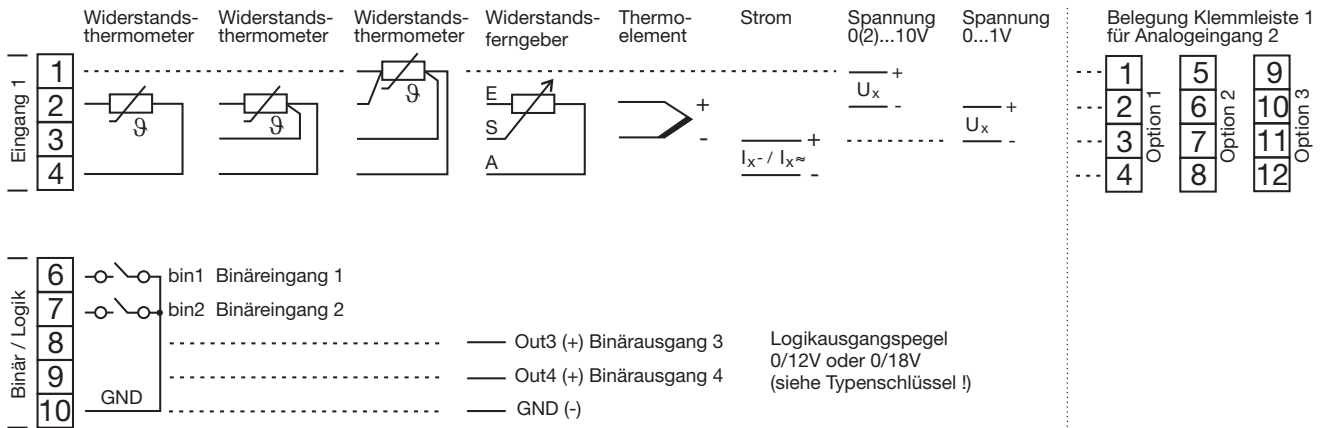 Widerstands-
thermometer
Widerstands-
thermometer
Widerstands-
thermometer
Widerstands-
ferngeber
Thermo-
element
Strom
Spannung
0(2)...10V
Spannung
0...1V
Belegung Klemmleiste 1
für Analogeingang 2
Eingang 1
1
2
3
4
ϑ
ϑ
ϑ
E
S
A
+
-
+
Ix- / Ix≈
-
+
Ux
-
+
Ux
-
1
2
3
4
Option 1
5
6
7
8
Option 2
9
10
11
12
Option 3
Binär / Logik
6
7
8
9
10
bin1 Binäreingang 1
bin2 Binäreingang 2
GND
Out3 (+) Binärausgang 3
Out4 (+) Binärausgang 4
GND (-)
Logikausgangspegel
0/12V oder 0/18V
(siehe Typenschlüssel !)